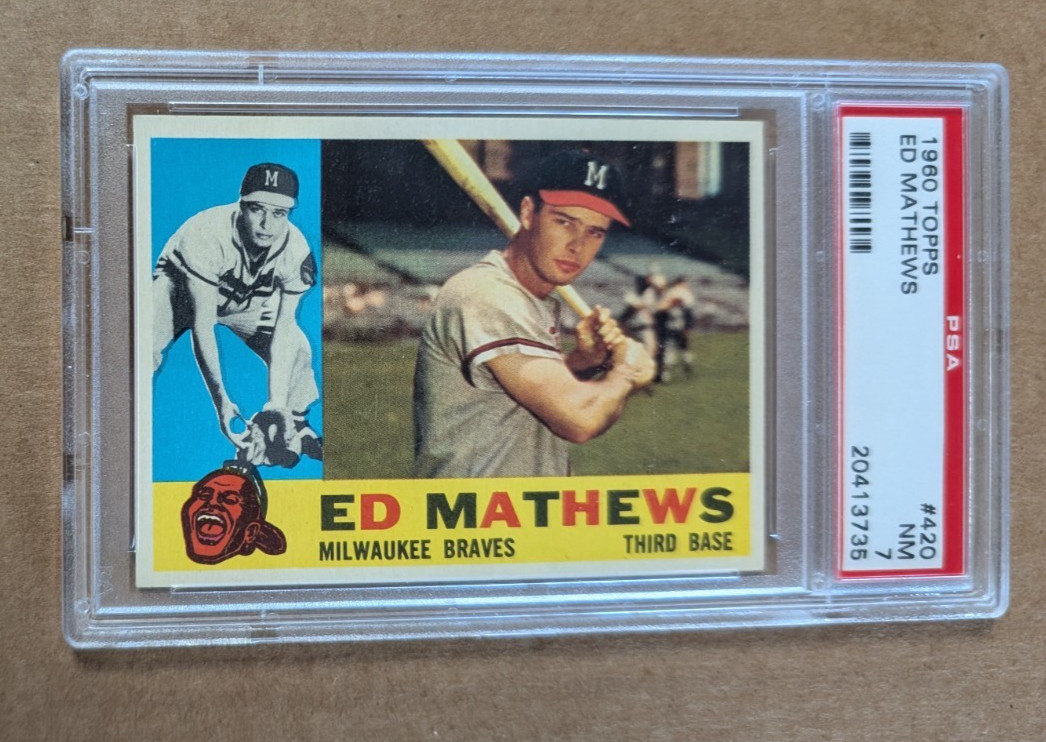 M
M
ED MATHEWS
MILWAUKEE BRAVES THIRD BASE
1960 TOPPS #420
ED MATHEWS NM
7
20413735
PSA